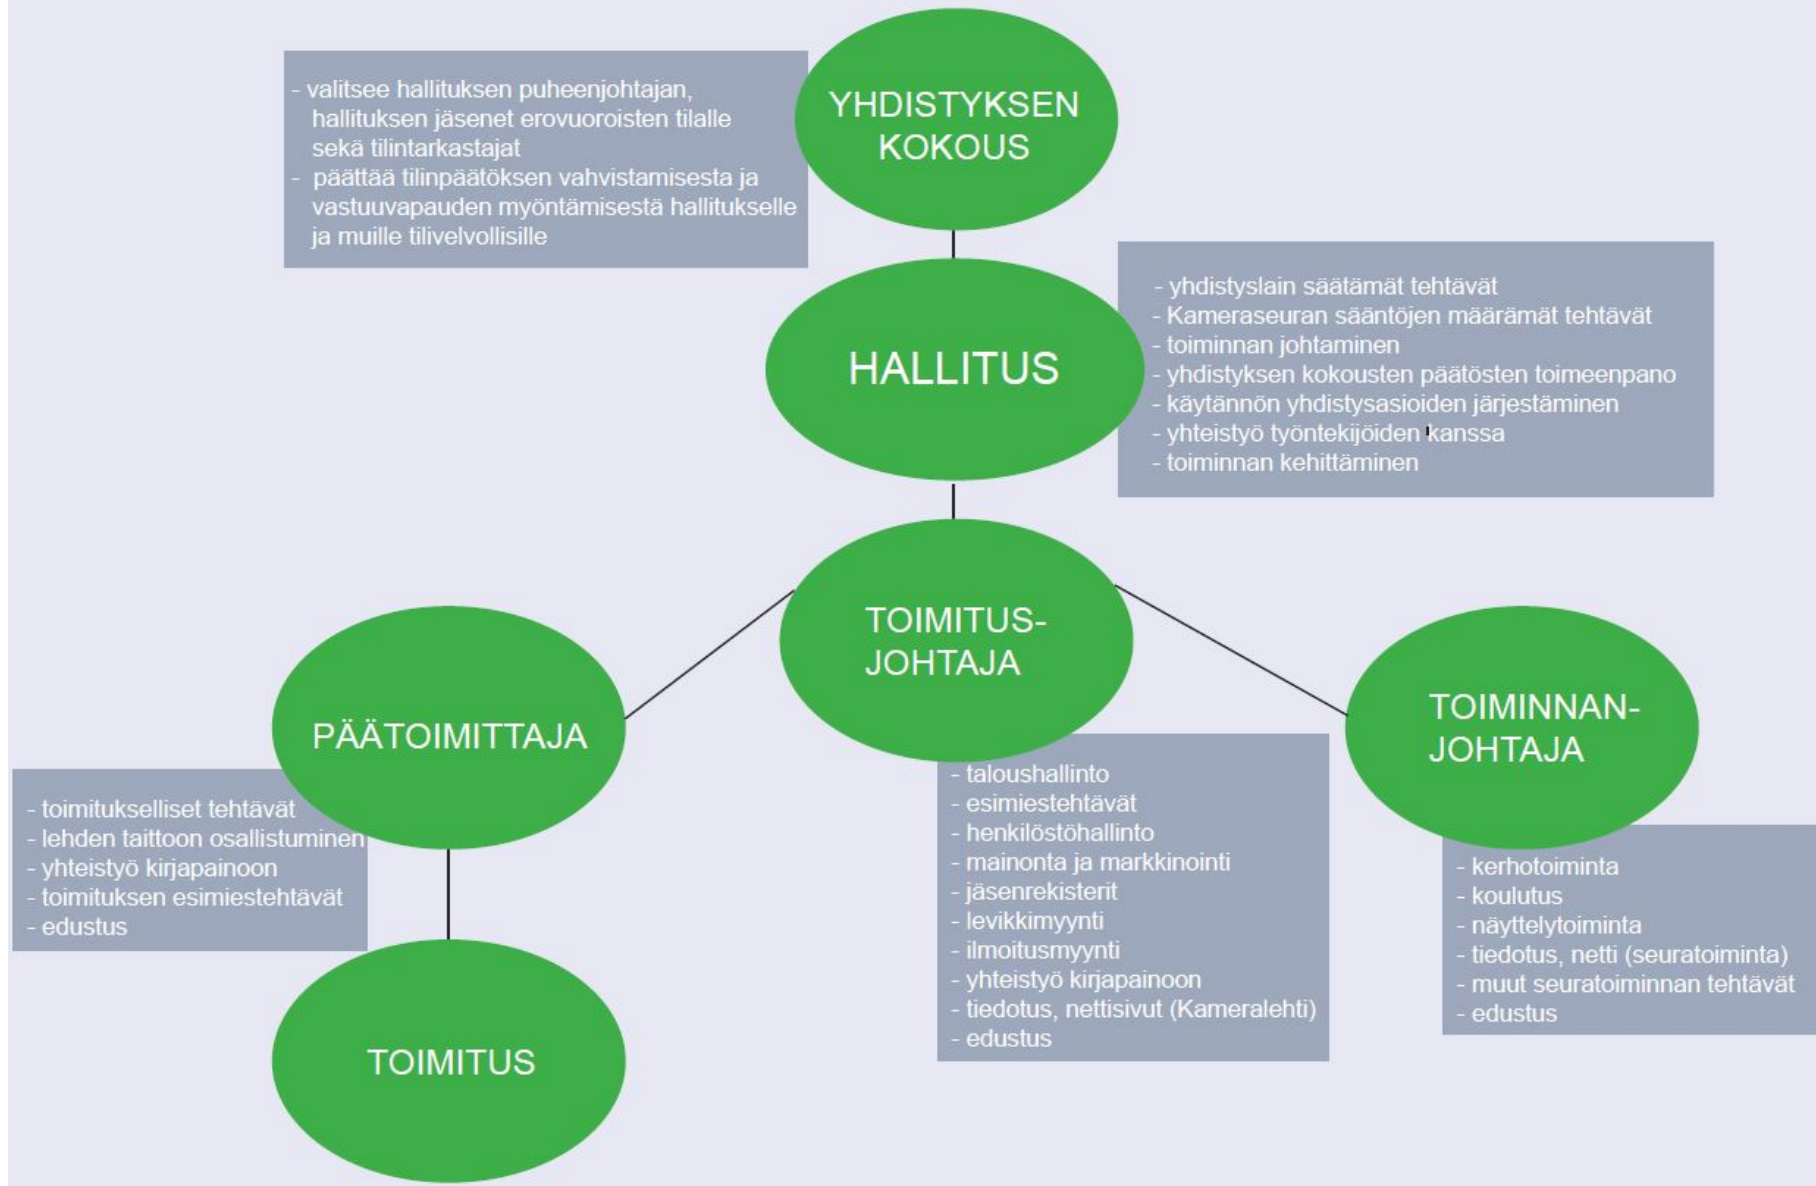 YHDISTYKSEN
KOKOUS
- valitsee hallituksen puheenjohtajan,
hallituksen jäsenet erovuoroisten tilalle
sekä tilintarkastajat
- päättää tilinpäätöksen vahvistamisesta ja
vastuuvapauden myöntämisestä hallitukselle
ja muille tilivelvollisille
HALLITUS
- yhdistyslain säätämät tehtävät
- Kameraseuran sääntöjen määrämät tehtävät
- toiminnan johtaminen
- yhdistyksen kokousten päätösten toimeenpano
- käytännön yhdistysasioiden järjestäminen
- yhteistyö työntekijöiden kanssa
- toiminnan kehittäminen
TOIMITUS-
JOHTAJA
- taloushallinto
- esimiestehtävät
- henkilöstöhallinto
- mainonta ja markkinointi
- jäsenrekisterit
- levikkimyynti
- ilmoitusmyynti
- yhteistyö kirjapainoon
- tiedotus, nettisivut (Kameralehti)
- edustus
PÄÄTOIMITTAJA
- toimitukselliset tehtävät
- lehden taittoon osallistuminen
- yhteistyö kirjapainoon
- toimituksen esimiestehtävät
- edustus
TOIMITUS
TOIMINNAN-
JOHTAJA
- kerhotoiminta
- koulutus
- näyttelytoiminta
- tiedotus, netti (seuratoiminta)
- muut seuratoiminnan tehtävät
- edustus